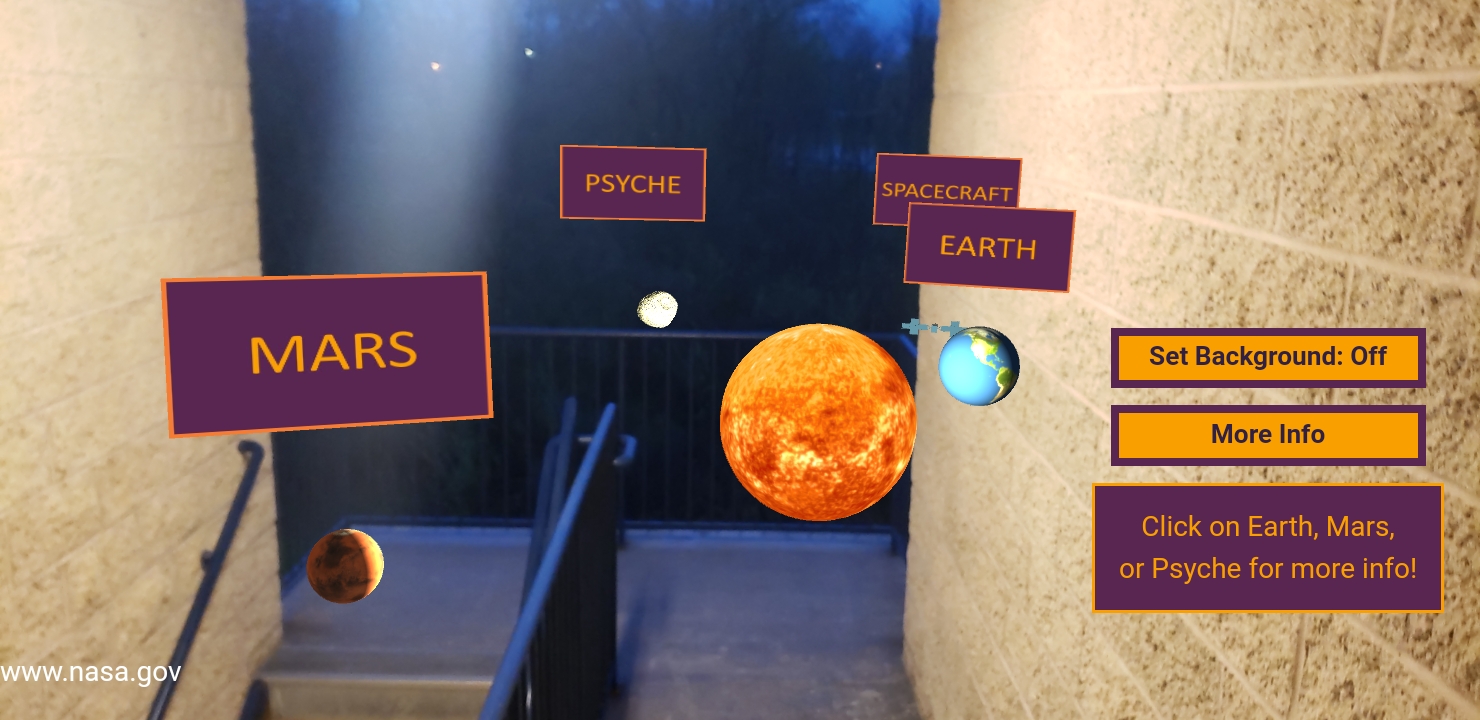 PSYCHE
SPACECRAFT
EARTH
MARS
Set Background: Off
More Info
Click on Earth, Mars,
or Psyche for more info!
www.nasa.gov